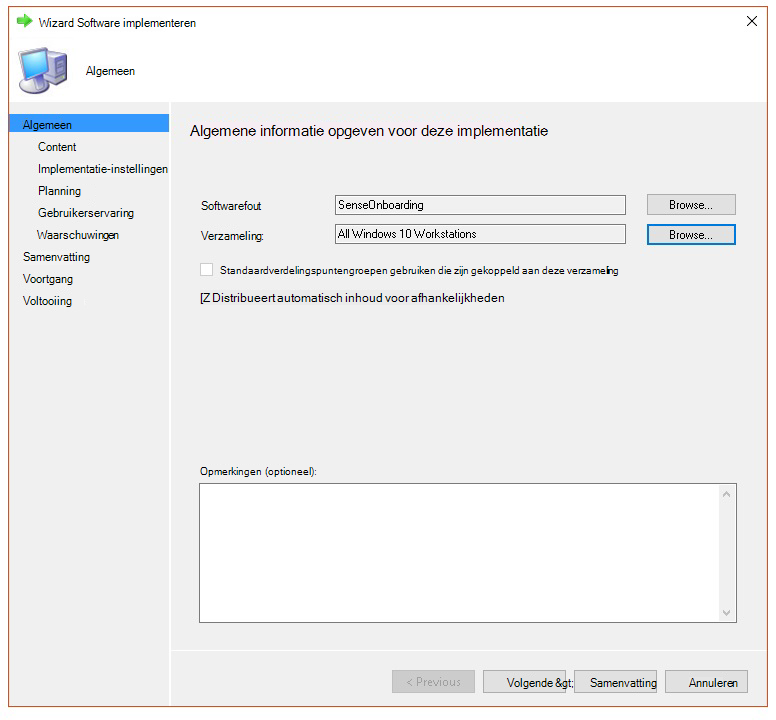 Wizard Software implementeren
Algemeen
Algemeen
Content
Implementatie-instellingen
Planning
Gebruikerservaring
Waarschuwingen
Samenvatting
Voortgang
Voltooiing
Algemene informatie opgeven voor deze implementatie
Softwarefout SenseOnboarding Browse...
Verzameling: All Windows 10 Workstations Browse...
Standaardverdelingspuntengroepen gebruiken die zijn gekoppeld aan deze verzameling
[Z Distribueert automatisch inhoud voor afhankelijkheden
Opmerkingen (optioneel):
< Previous Volgende &gt; Samenvatting Annuleren